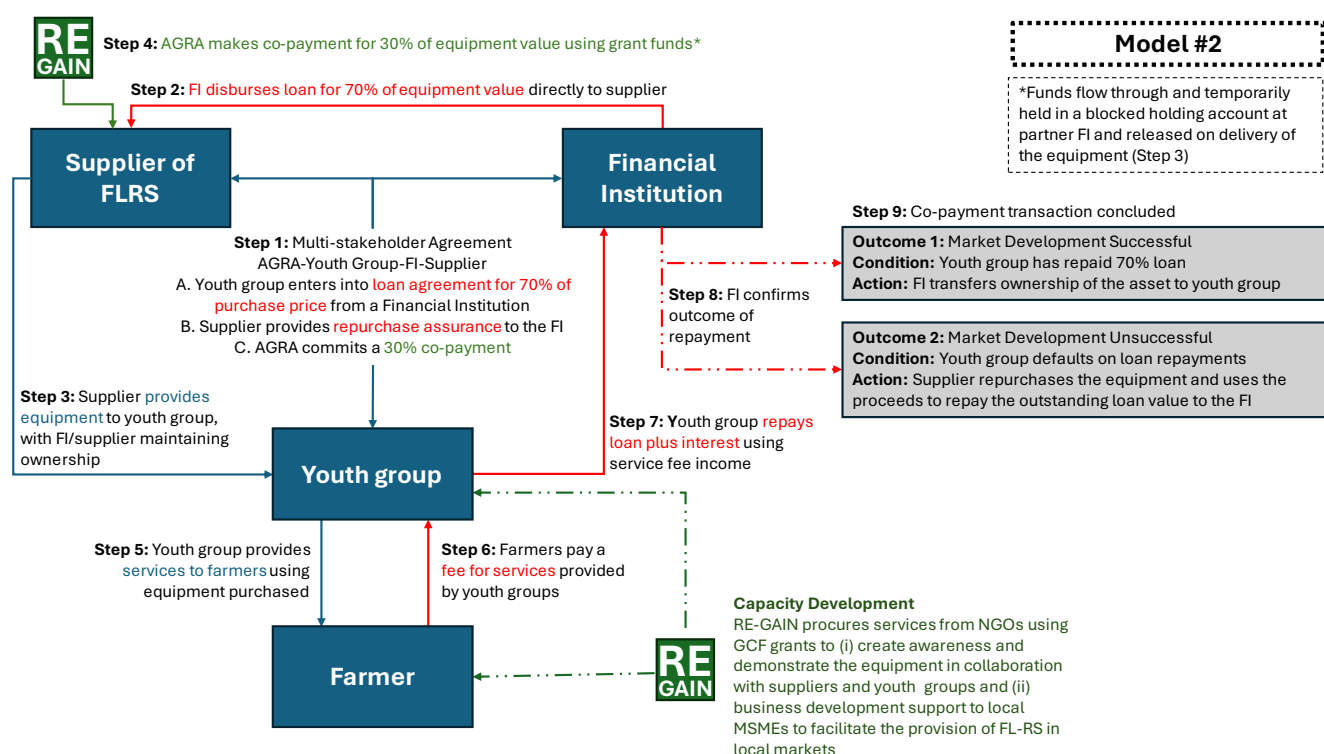 RE
GAIN
Step 4: AGRA makes co-payment for 30% of equipment value using grant funds*
Model #2
Step 2: FI disburses loan for 70% of equipment value directly to supplier
*Funds flow through and temporarily
held in a blocked holding account at
partner FI and released on delivery of
the equipment (Step 3)
Supplier of
FLRS
Financial
Institution
Step 9: Co-payment transaction concluded
Outcome 1: Market Development Successful
Condition: Youth group has repaid 70% loan
Action: FI transfers ownership of the asset to youth group
Step 1: Multi-stakeholder Agreement
AGRA-Youth Group-FI-Supplier
A. Youth group enters into loan agreement for 70% of
purchase price from a Financial Institution
B. Supplier provides repurchase assurance to the FI
C. AGRA commits a 30% co-payment
Step 8: FI confirms
outcome of
repayment
Outcome 2: Market Development Unsuccessful
Condition: Youth group defaults on loan repayments
Action: Supplier repurchases the equipment and uses the
proceeds to repay the outstanding loan value to the FI
Step 3: Supplier provides
equipment to youth group,
with FI/supplier maintaining
ownership
Youth group
Step 7: Youth group repays
loan plus interest using
service fee income
Step 5: Youth group provides
services to farmers using
equipment purchased
Step 6: Farmers pay a
fee for services provided
by youth groups
Farmer
RE
GAIN
Capacity Development
RE-GAIN procures services from NGOs using
GCF grants to (i) create awareness and
demonstrate the equipment in collaboration
with suppliers and youth groups and (ii)
business development support to local
MSMEs to facilitate the provision of FL-RS in
local markets